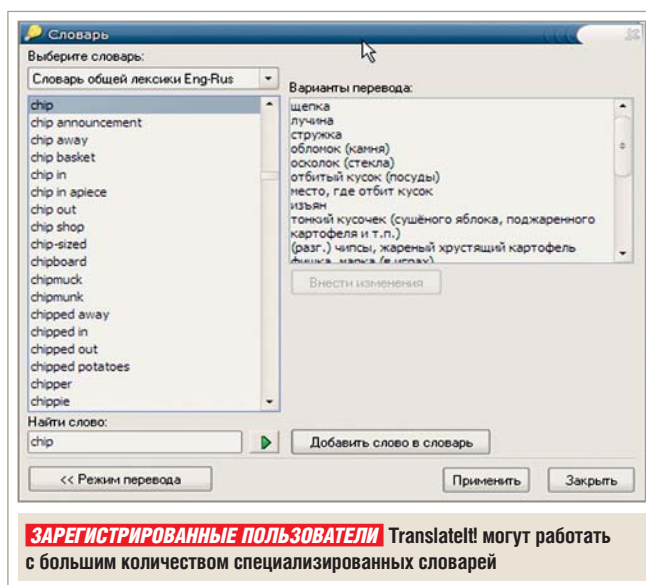 Словарь
Выберите словарь:
Словарь общей лексики Eng-Rus
chip
chip announcement
chip away
chip basket
chip in
chip in apiece
chip out
chip shop
chip-sized
chipboard
chipmuck
chipmunk
chipped away
chipped in
chipped out
chipped potatoes
chipper
chippie
Найти слово:
chip
<< Режим перевода
Варианты перевода:
щепка
лучина
стружка
обломок (камня)
осколок (стекла)
отбитый кусок (посуды)
место, где отбит кусок
изъян
тонкий кусочек (сушёного яблока, поджаренного
картофеля и т.п.)
(разг.) чипсы, жареный хрустящий картофель
фишка, марка (в играх)
Внести изменения
Добавить слово в словарь
Применить
Закрыть
ЗАРЕГИСТРИРОВАННЫЕ ПОЛЬЗОВАТЕЛИ TranslateIt! могут работать
с большим количеством специализированных словарей